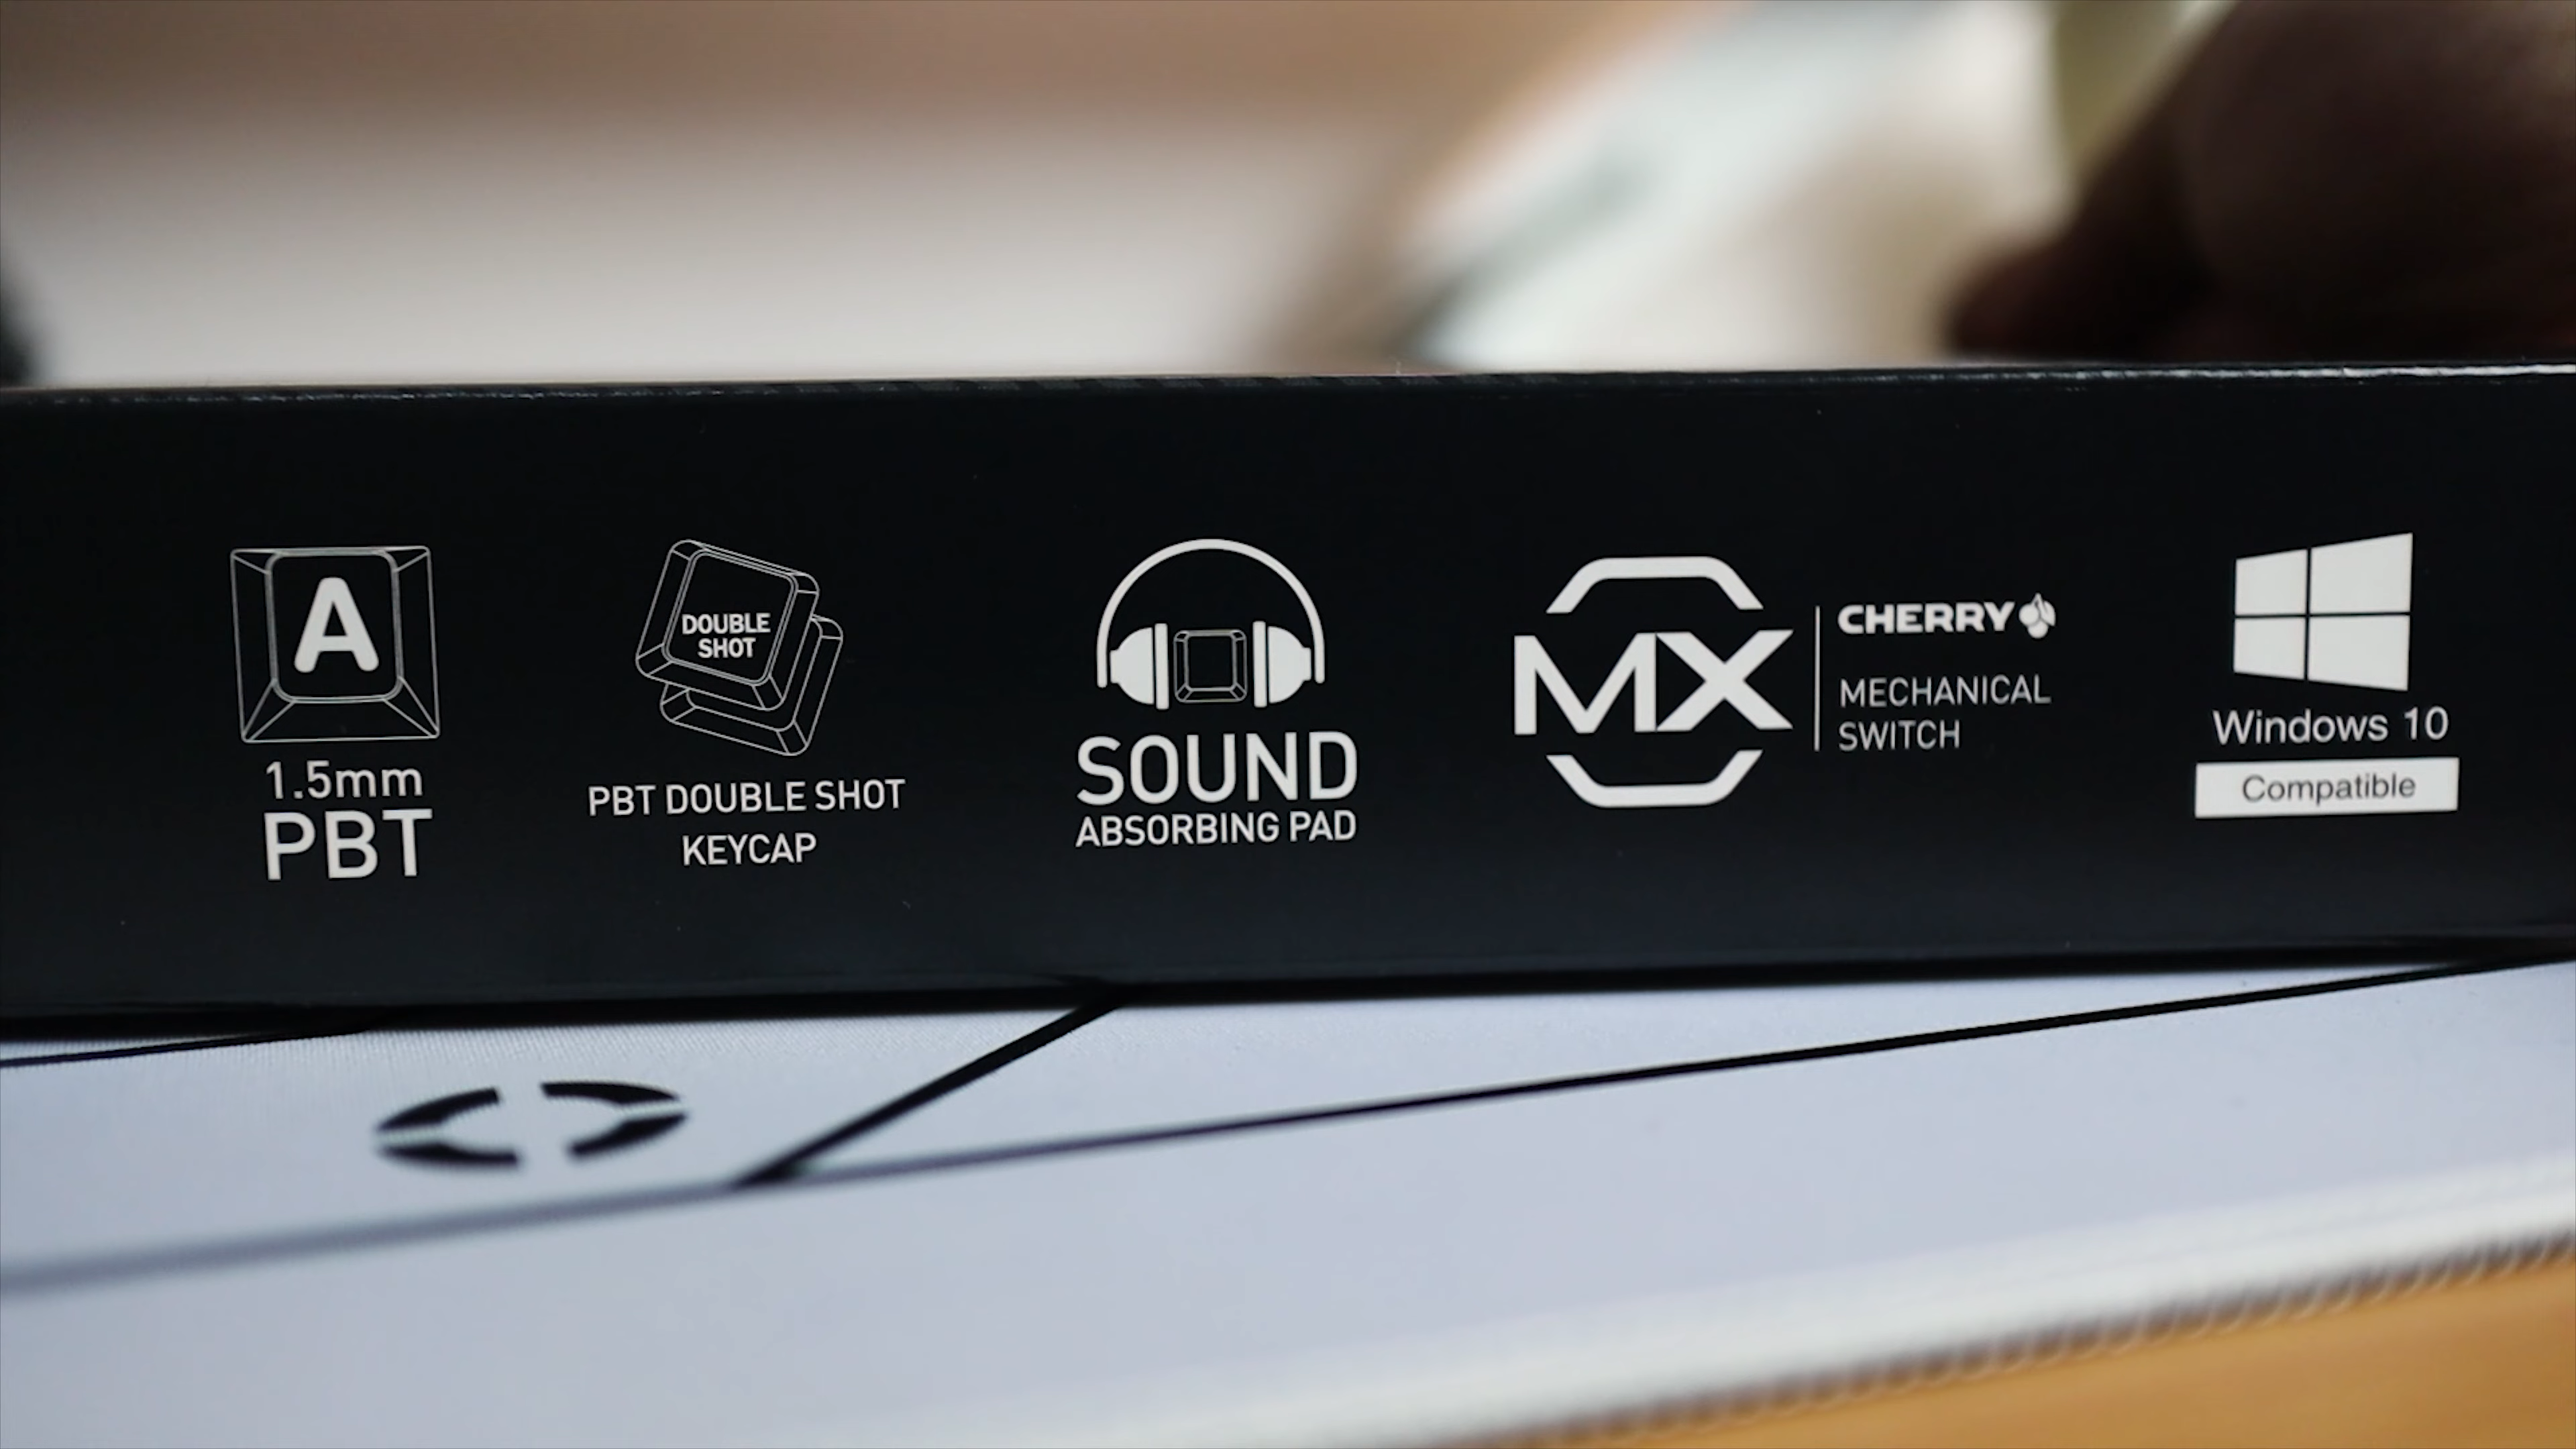 A
1.5mm
PBT
DOUBLE
SHOT
PBT DOUBLE SHOT
KEYCAP
SOUND
ABSORBING PAD
MX
CHERRY
MECHANICAL
SWITCH
Windows 10
Compatible